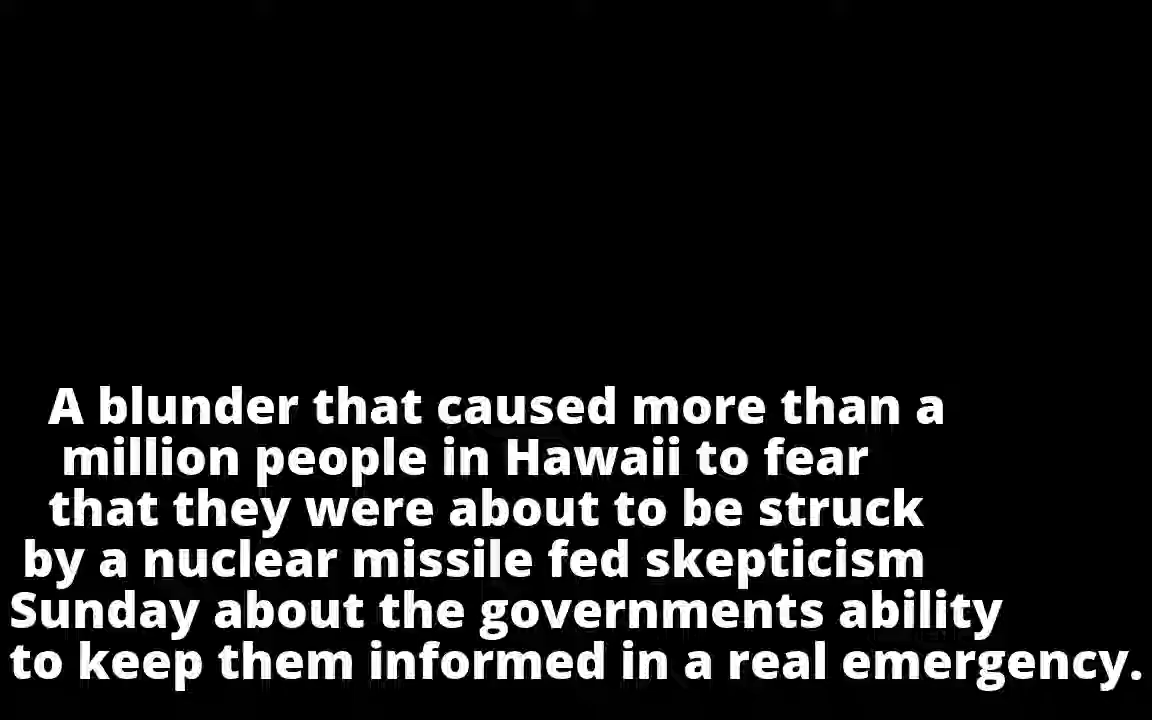 A blunder that caused more than a
million people in Hawaii to fear
that they were about to be struck
by a nuclear missile fed skepticism
Sunday about the governments ability
to keep them informed in a real emergency.